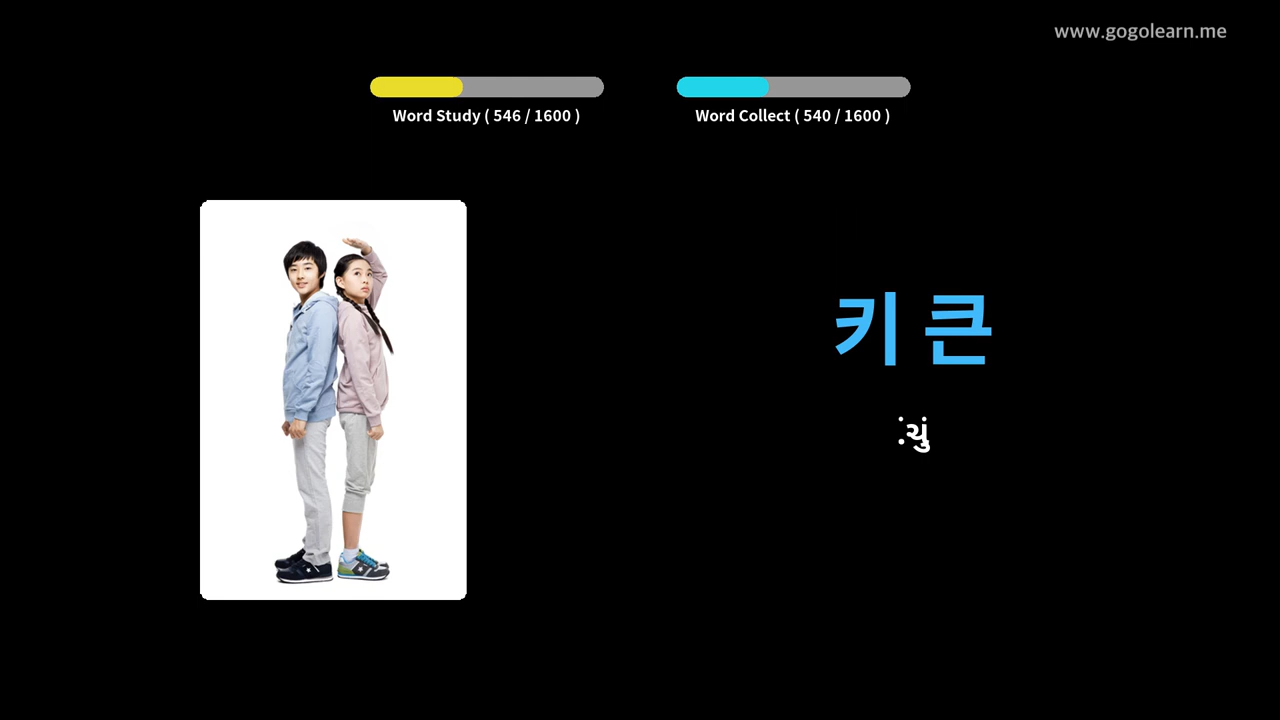 www.gogolearn.me
Word Study ( 546 / 1600 )
Word Collect ( 540 / 1600 )
키 큰
.ંચું